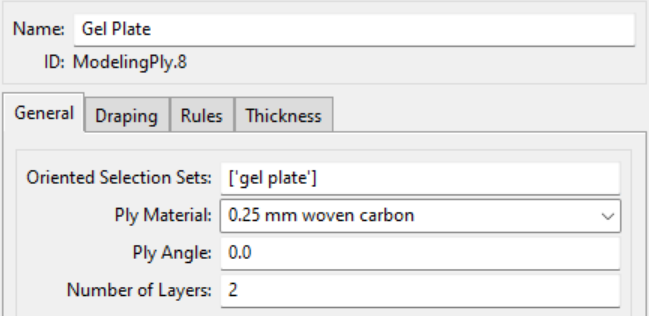 Name: Gel Plate
ID: ModelingPly.8
General Draping Rules Thickness
Oriented Selection Sets: ['gel plate']
Ply Material: 0.25 mm woven carbon
Ply Angle: 0.0
Number of Layers: 2